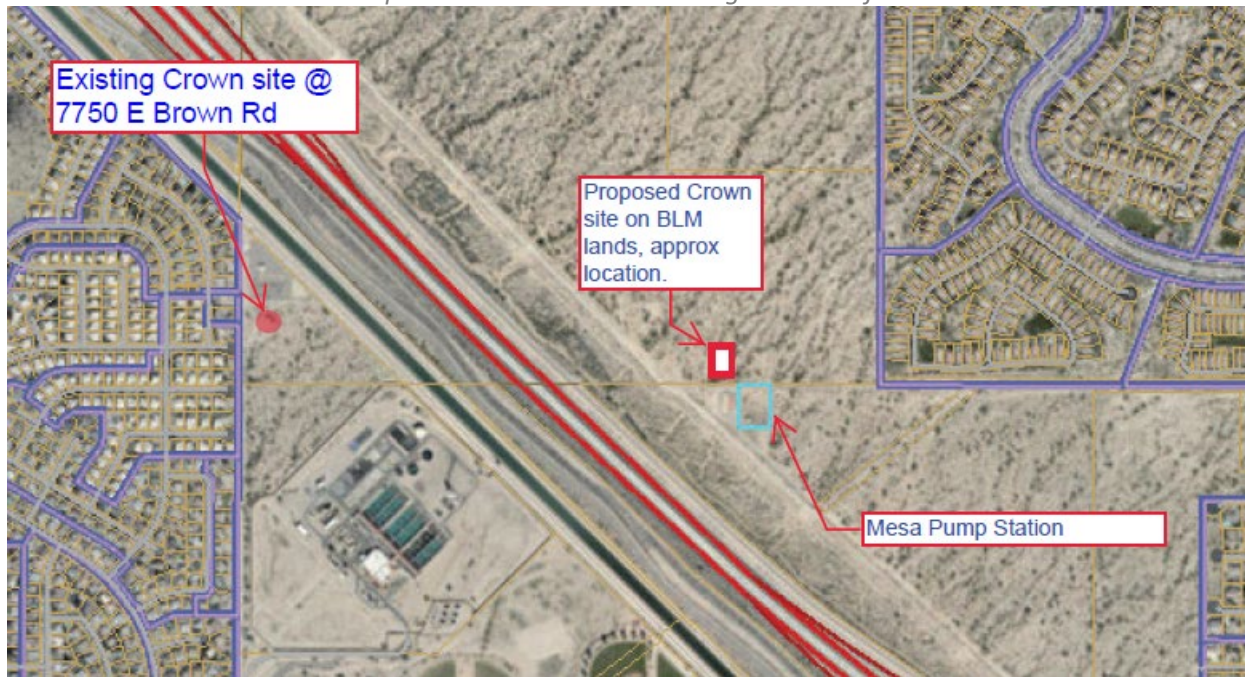 Existing Crown site @
7750 E Brown Rd
Proposed Crown
site on BLM
lands, approx
location.
Mesa Pump Station